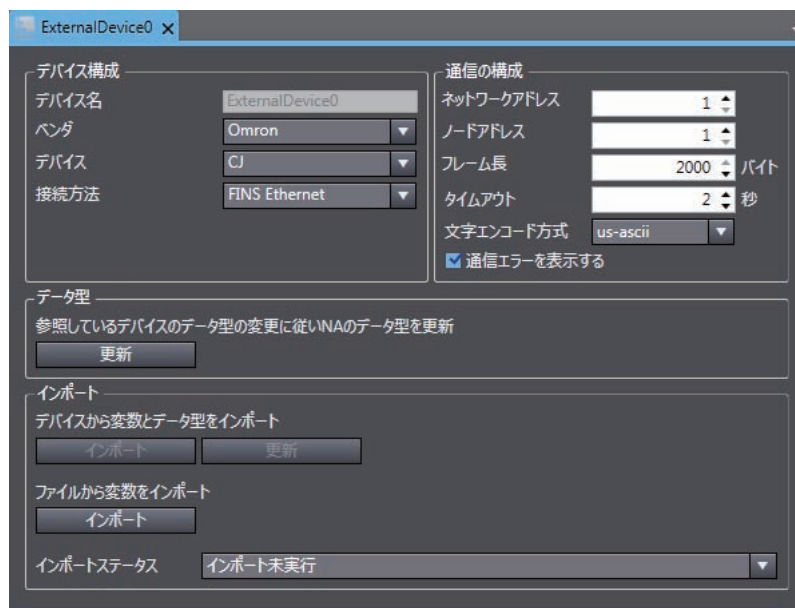 ExternalDevice0
デバイス構成
デバイス名 ExternalDevice0
ベンダ Omron
デバイス CJ
接続方法 FINS Ethernet
通信の構成
ネットワークアドレス 1
ノードアドレス 1
フレーム長 2000 バイト
タイムアウト 2 秒
文字エンコード方式 us-ascii
通信エラーを表示する
データ型
参照しているデバイスのデータ型の変更に従いNAのデータ型を更新
更新
インポート
デバイスから変数とデータ型をインポート
インポート 更新
ファイルから変数をインポート
インポート
インポートステータス インポート未実行